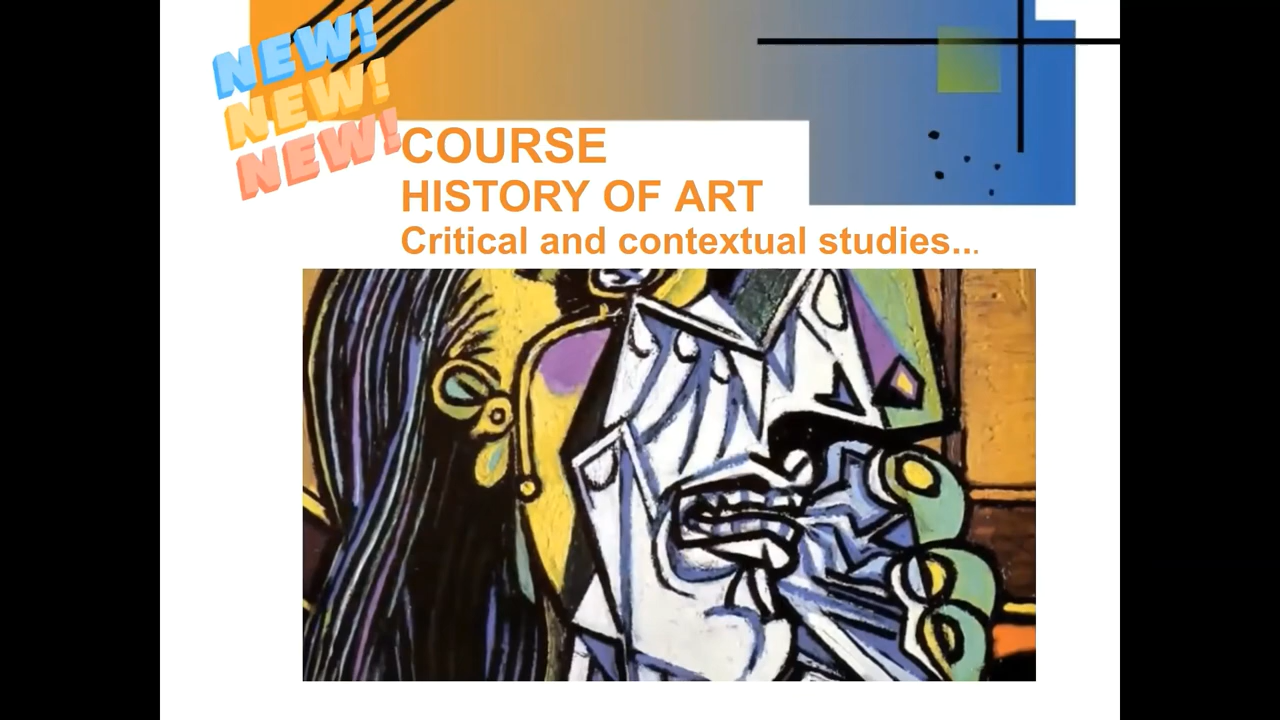 NEW!
NEW!
NEW!
COURSE
HISTORY OF ART
Critical and contextual studies...